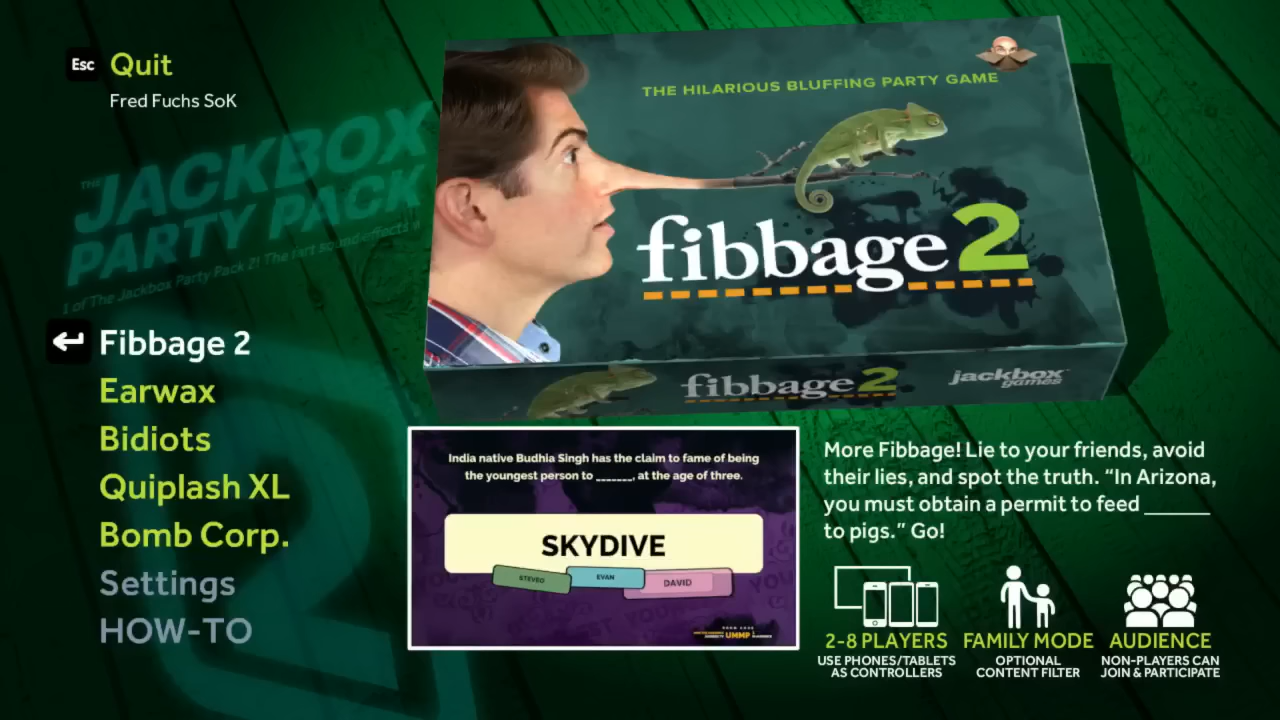 Esc Quit
Fred Fuchs SoK
THE
JACKBOX
PARTY PACK
Fibbage 2
Earwax
Bidiots
Quiplash XL
Bomb Corp.
Settings
HOW-TO
THE HILARIOUS BLUFFING PARTY GAME
fibbage 2
fibbage 2
jackbox
games
India native Budhia Singh has the claim to fame of being
the youngest person to _______, at the age of three.
SKYDIVE
STEVEO
EVAN
DAVID
UMMP
More Fibbage! Lie to your friends, avoid
their lies, and spot the truth. “In Arizona,
you must obtain a permit to feed ______
to pigs.” Go!
2-8 PLAYERS
USE PHONES/TABLETS
AS CONTROLLERS
FAMILY MODE
OPTIONAL
CONTENT FILTER
AUDIENCE
NON-PLAYERS CAN
JOIN & PARTICIPATE